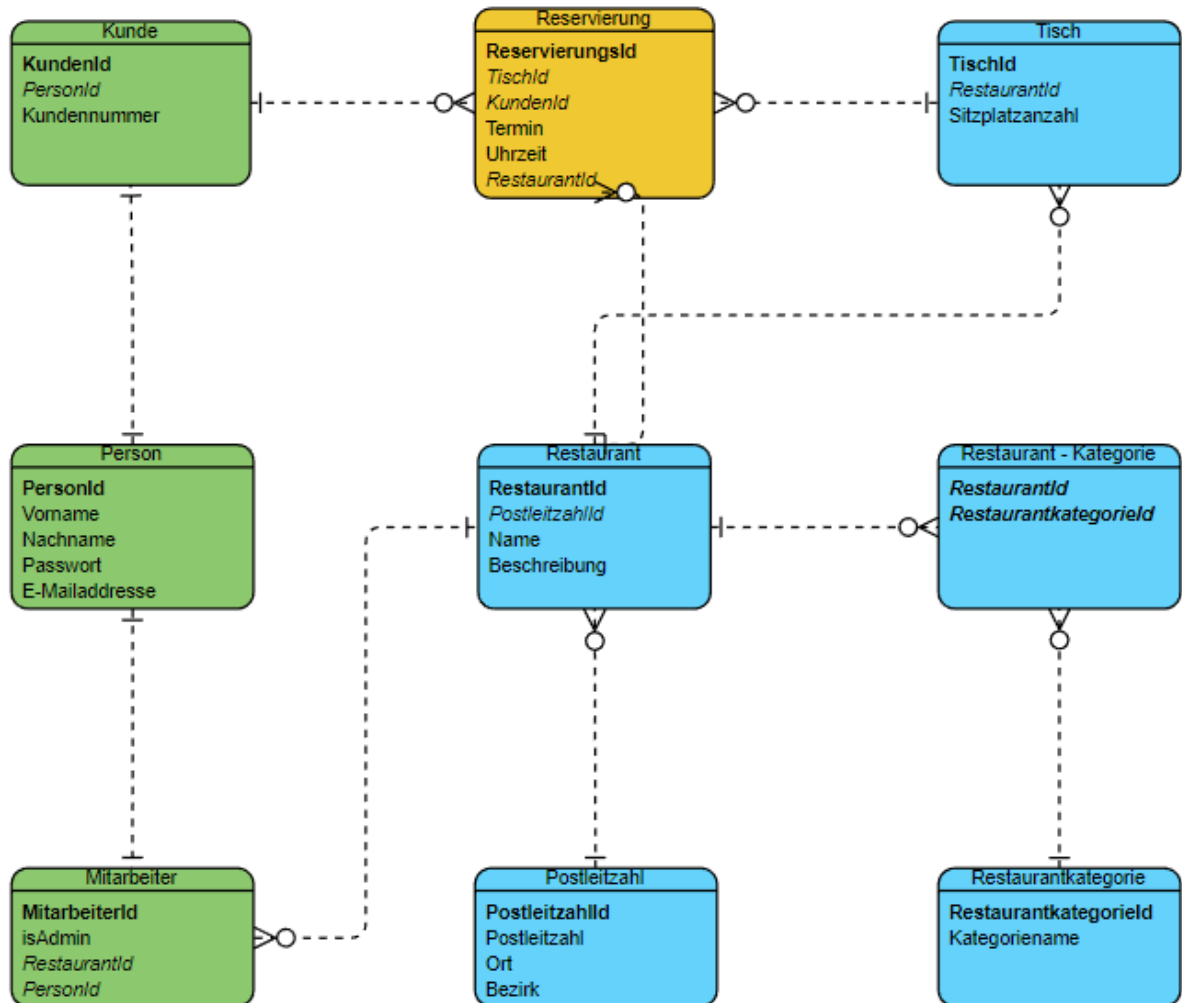 Kunde
KundenId
PersonId
Kundennummer
Reservierung
ReservierungsId
TischId
KundenId
Termin
Uhrzeit
RestaurantId
Tisch
TischId
RestaurantId
Sitzplatzanzahl
Person
PersonId
Vorname
Nachname
Passwort
E-Mailaddresse
Restaurant
RestaurantId
PostleitzahlId
Name
Beschreibung
Restaurant - Kategorie
RestaurantId
RestaurantkategorieId
Mitarbeiter
MitarbeiterId
isAdmin
RestaurantId
PersonId
Postleitzahl
PostleitzahlId
Postleitzahl
Ort
Bezirk
Restaurantkategorie
RestaurantkategorieId
Kategoriename